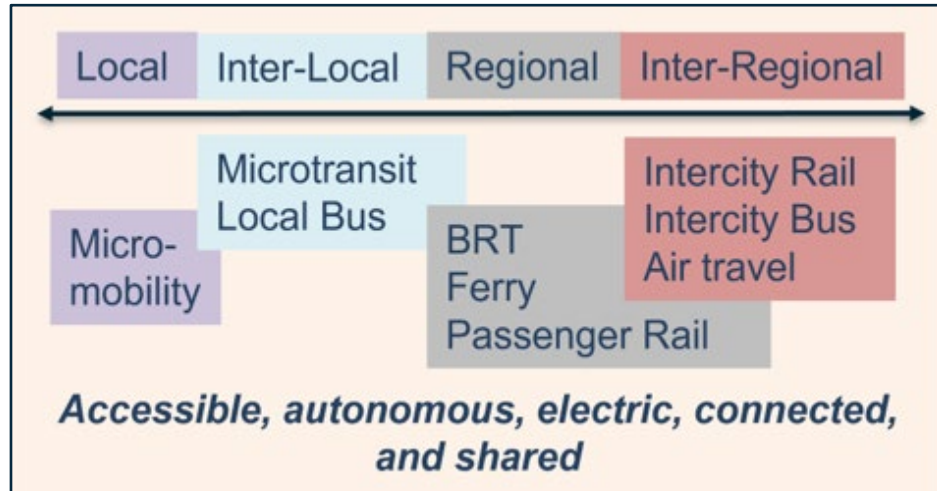 Local Inter-Local Regional Inter-Regional
Microtransit
Local Bus
Micro-
mobility
BRT
Ferry
Passenger Rail
Intercity Rail
Intercity Bus
Air travel
Accessible, autonomous, electric, connected,
and shared